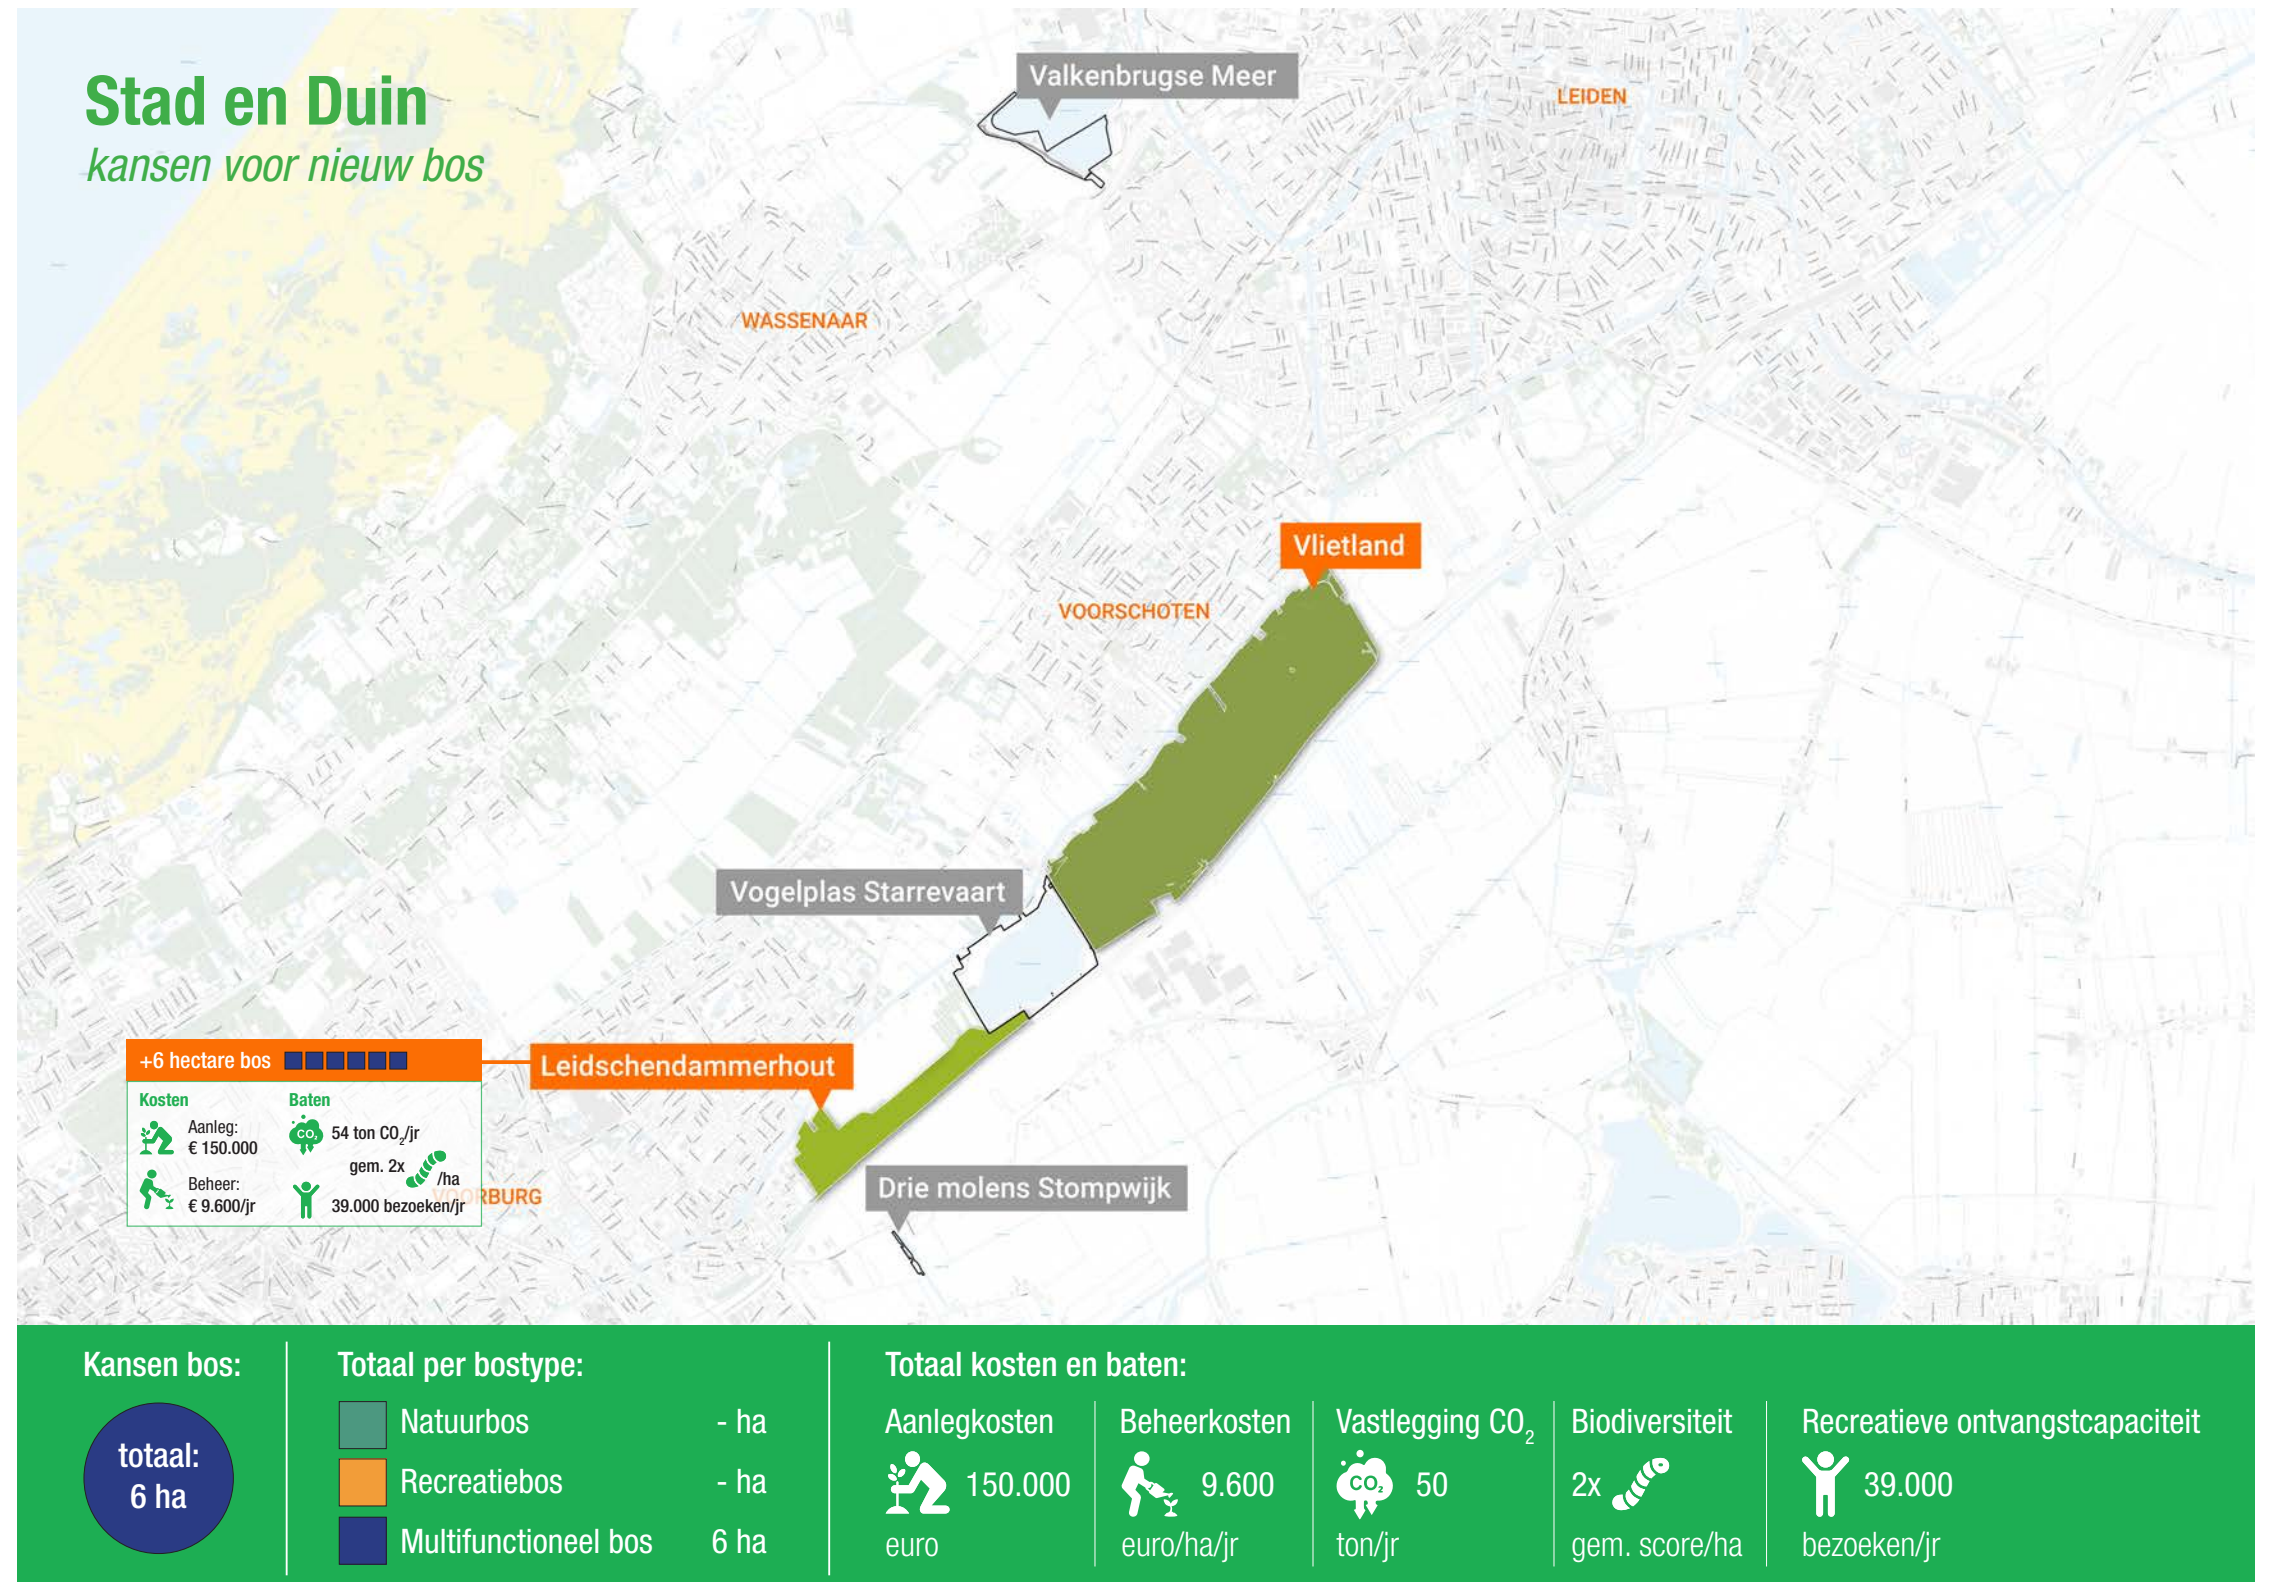 Stad en Duin
kansen voor nieuw bos
Valkenbrugse Meer
LEIDEN
WASSENAAR
Vlietland
VOORSCHOTEN
Vogelplas Starrevaart
Leidschendammerhout
Drie molens Stompwijk
VOORBURG
+6 hectare bos
Kosten
Aanleg:
€ 150.000
Beheer:
€ 9.600/jr
Baten
CO₂
54 ton CO₂/jr
gem. 2x /ha
39.000 bezoeken/jr
Kansen bos:
totaal:
6 ha
Totaal per bostype:
Natuurbos - ha
Recreatiebos - ha
Multifunctioneel bos 6 ha
Totaal kosten en baten:
Aanlegkosten
150.000
euro
Beheerkosten
9.600
euro/ha/jr
Vastlegging CO₂
CO₂ 50
ton/jr
Biodiversiteit
2x
gem. score/ha
Recreatieve ontvangstcapaciteit
39.000
bezoeken/jr